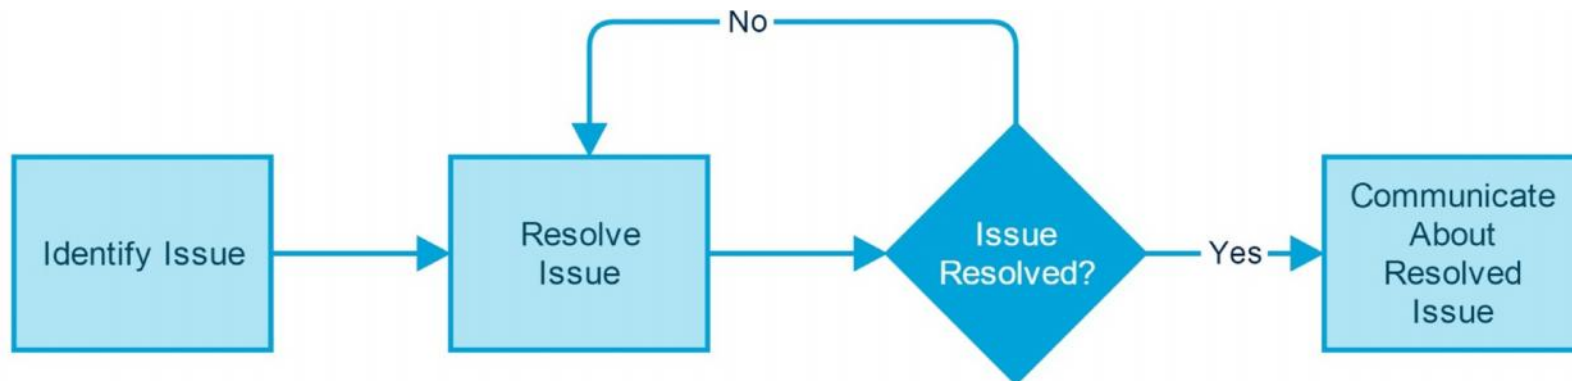 No
Identify Issue
Resolve
Issue
Issue
Resolved?
Yes
Communicate
About
Resolved
Issue